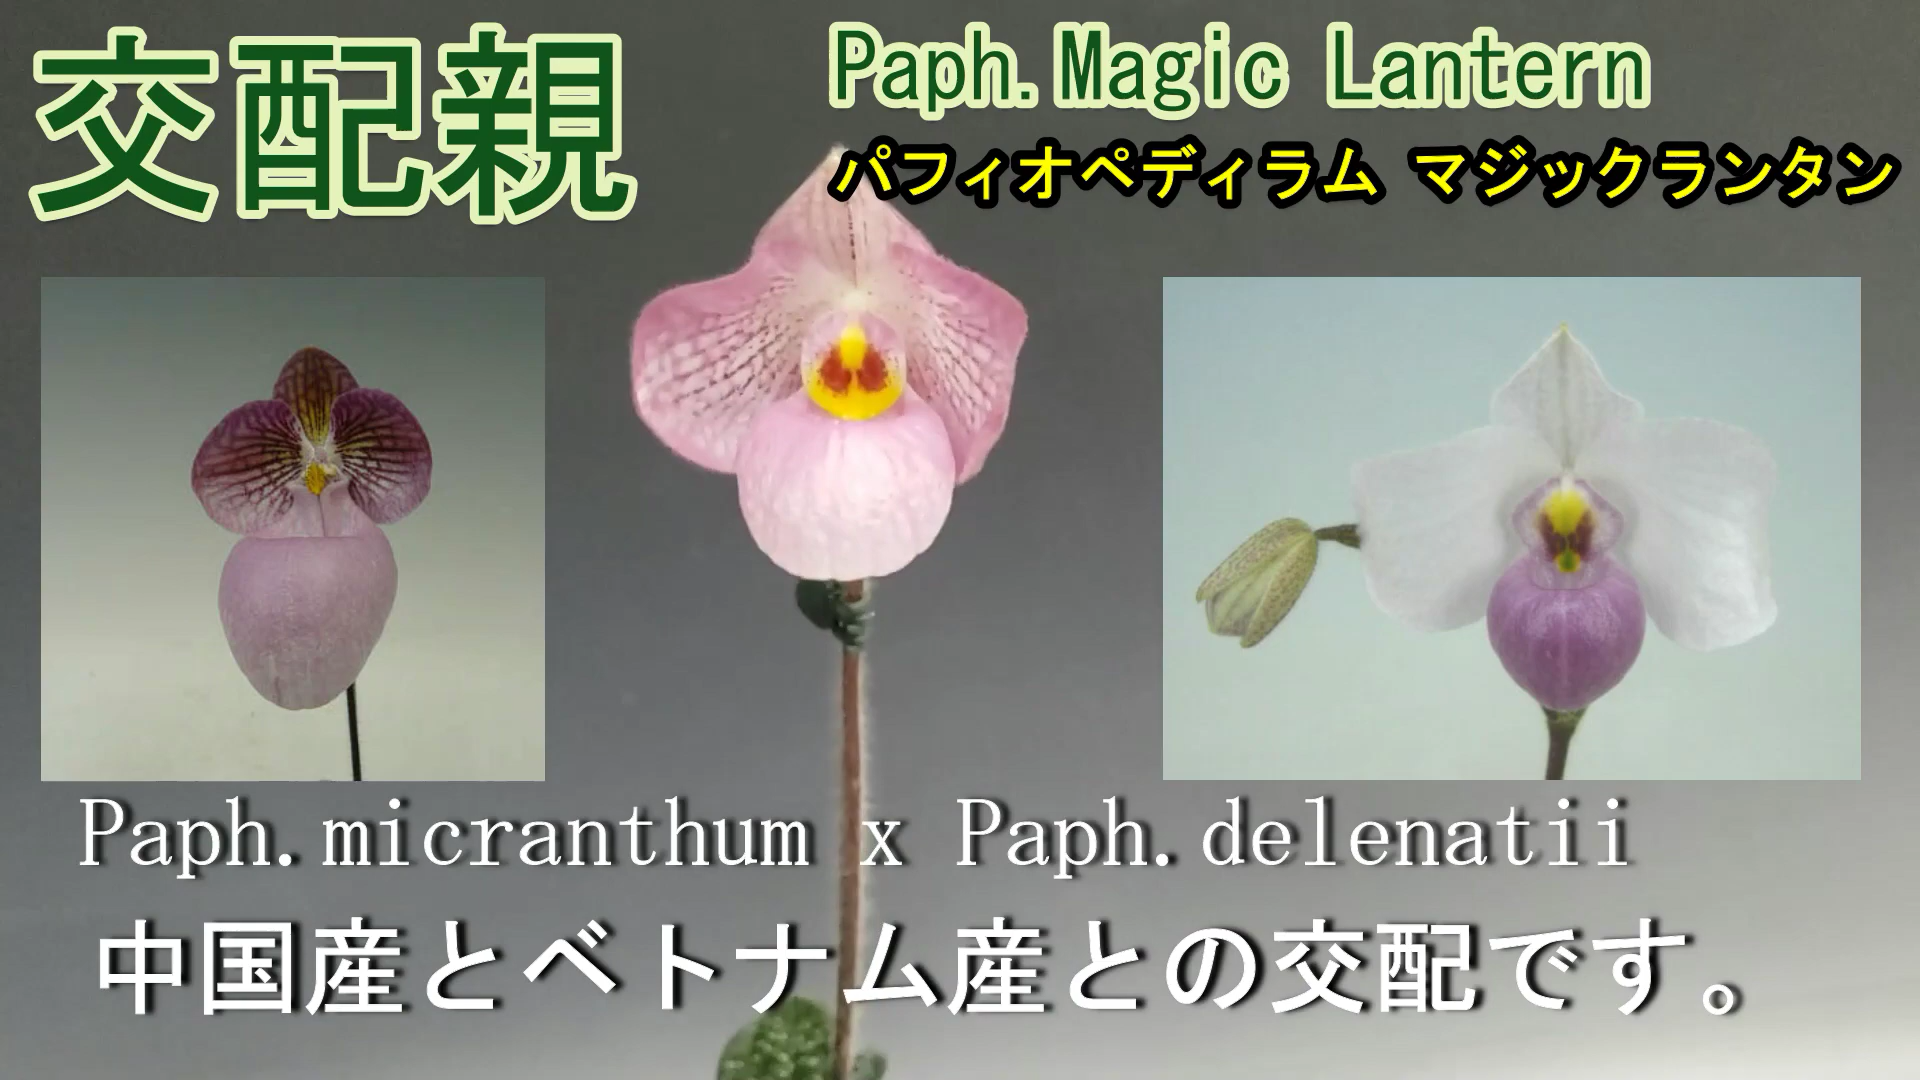 交配親
Paph.Magic Lantern
パフィオペディラム マジックランタン
Paph.micranthum x Paph.delenatii
中国産とベトナム産との交配です。